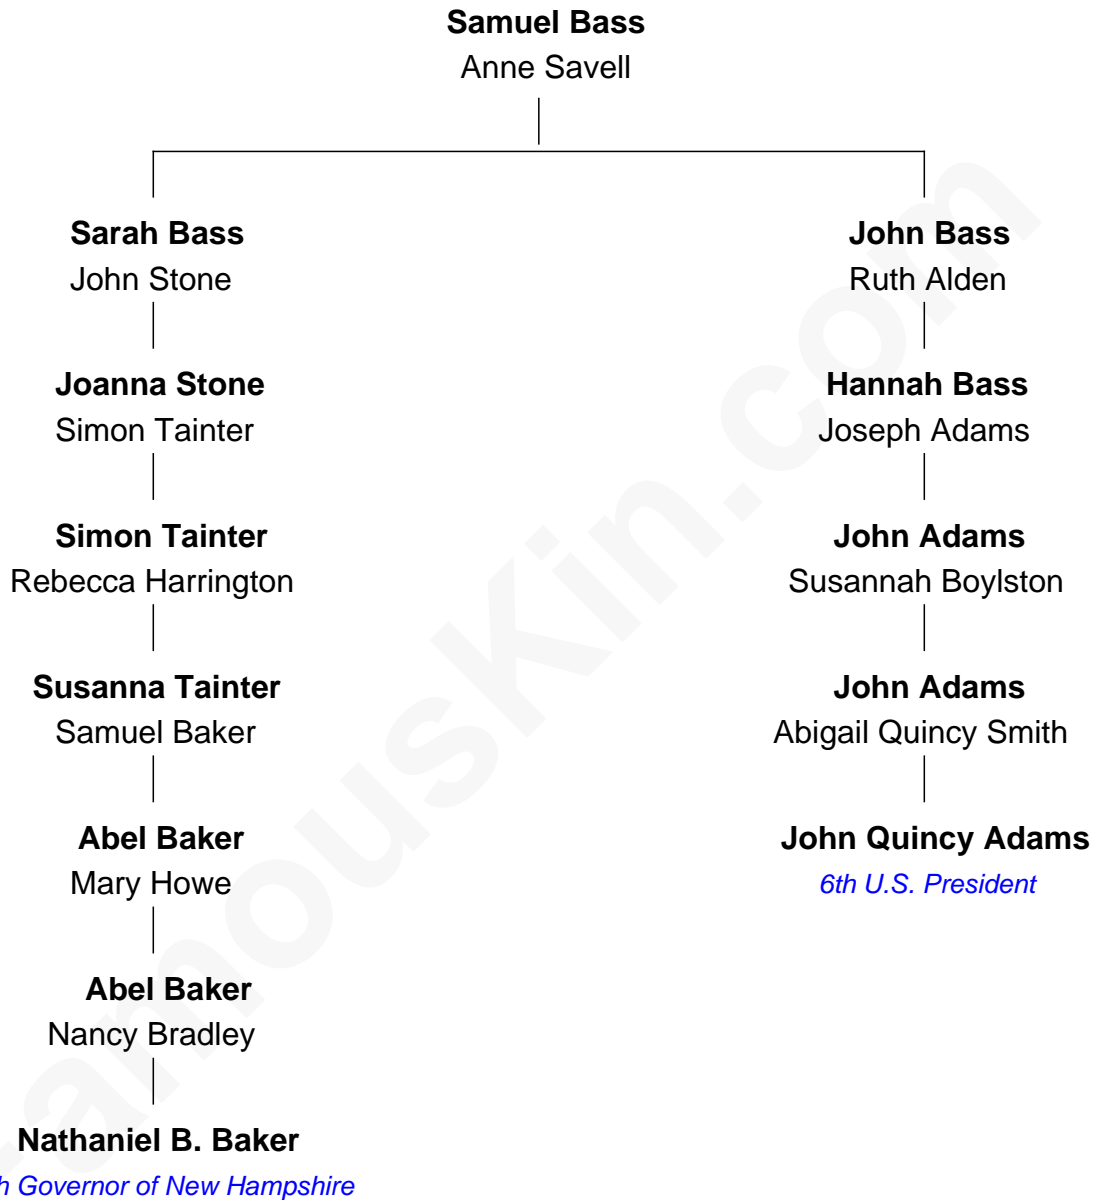 Samuel Bass
Anne Savell
Sarah Bass
John Stone
John Bass
Ruth Alden
Joanna Stone
Simon Tainter
Hannah Bass
Joseph Adams
Simon Tainter
Rebecca Harrington
John Adams
Susannah Boylston
Susanna Tainter
Samuel Baker
John Adams
Abigail Quincy Smith
Abel Baker
Mary Howe
John Quincy Adams
6th U.S. President
Abel Baker
Nancy Bradley
Nathaniel B. Baker
h Governor of New Hampshire
FamousKin.com